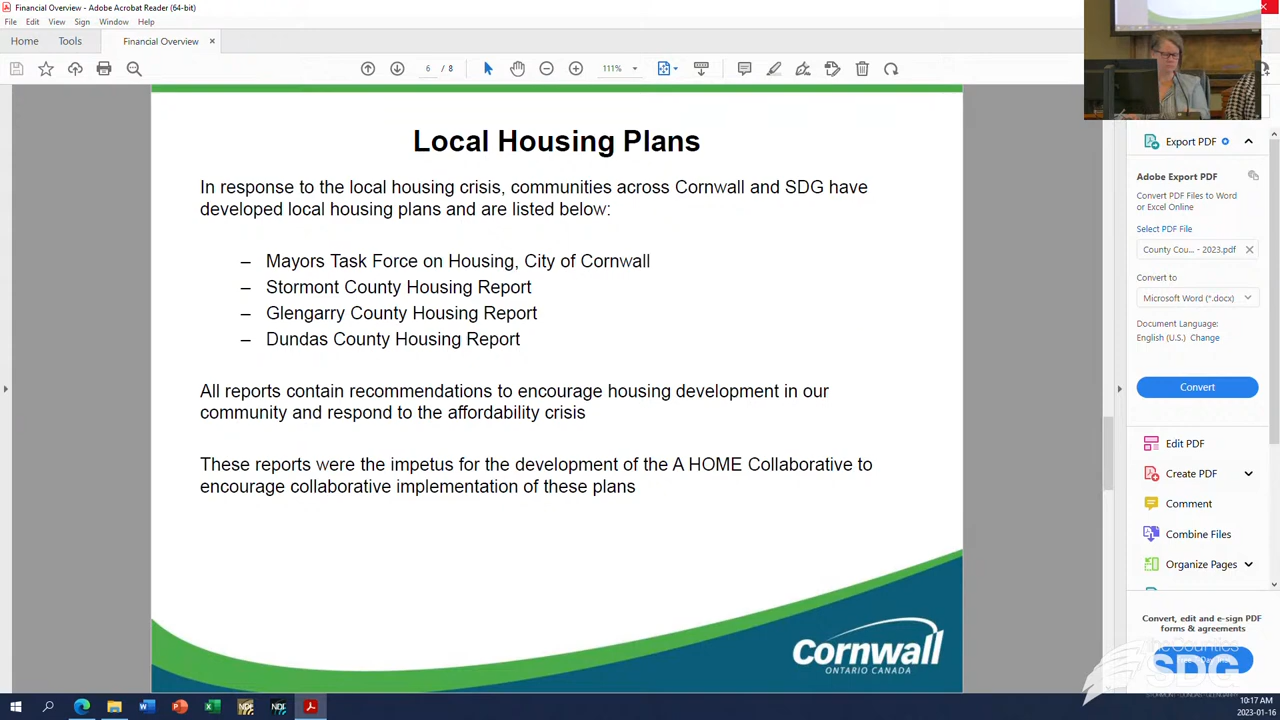 Financial Overview - Adobe Acrobat Reader (64-bit)
File Edit View Sign Window Help
Home Tools Financial Overview ×
6 / 8 111%
Local Housing Plans
In response to the local housing crisis, communities across Cornwall and SDG have
developed local housing plans and are listed below:
– Mayors Task Force on Housing, City of Cornwall
– Stormont County Housing Report
– Glengarry County Housing Report
– Dundas County Housing Report
All reports contain recommendations to encourage housing development in our
community and respond to the affordability crisis
These reports were the impetus for the development of the A HOME Collaborative to
encourage collaborative implementation of these plans
Cornwall
ONTARIO CANADA
Export PDF
Adobe Export PDF
Convert PDF Files to Word
or Excel Online
Select PDF File
County Cou... - 2023.pdf
Convert to
Microsoft Word (*.docx)
Document Language:
English (U.S.) Change
Convert
Edit PDF
Create PDF
Comment
Combine Files
Organize Pages
Convert, edit and e-sign PDF
forms & agreements
The Counties
SDG
10:17 AM
2023-01-16